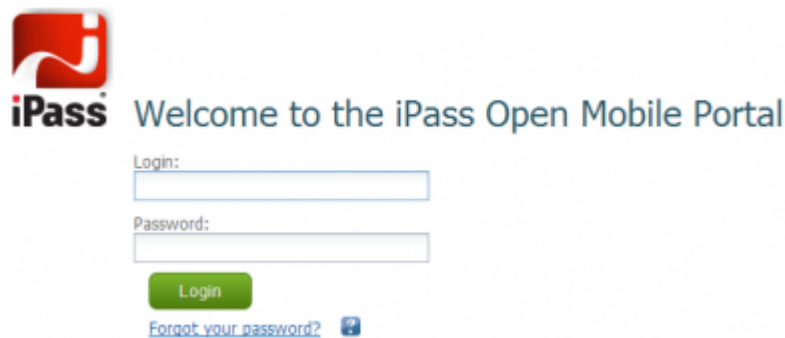 iPass
Welcome to the iPass Open Mobile Portal
Login:
Password:
Login
Forgot your password? ?